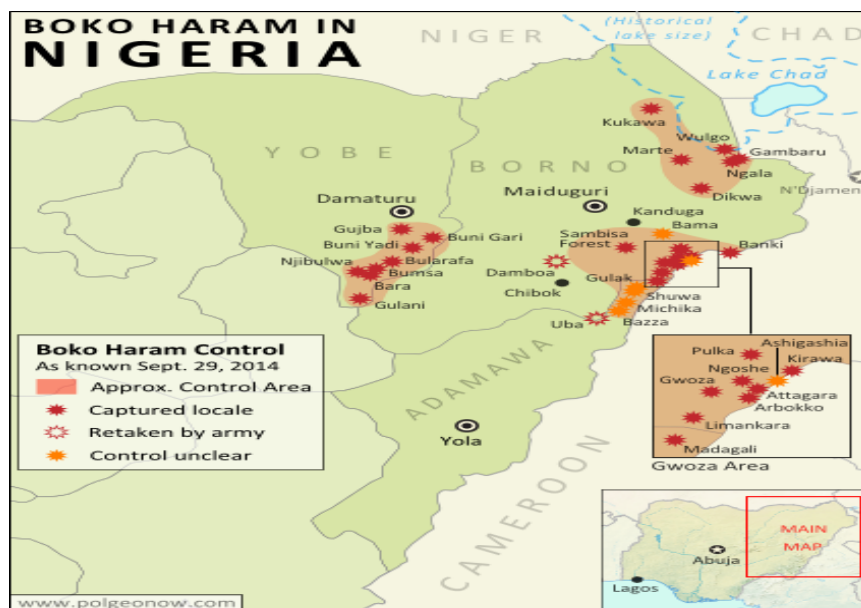 BOKO HARAM IN
NIGERIA
NIGER
CHAD
(Historical
lake size)
Lake Chad
Kukawa
Wulgo
Marte
Gambaru
Ngala
N'Djamen
Dikwa
YOBE
BORNO
Damaturu
Maiduguri
Kanduga
Gujba
Bama
Buni Yadi
Buni Gari
Sambisa
Forest
Banki
Njibulwa
Bularafa
Bumsa
Damboa
Gulak
Bara
Chibok
Shuwa
Gulani
Michika
Uba
Bazza
Boko Haram Control
As known Sept. 29, 2014
Approx. Control Area
Captured locale
Retaken by army
Control unclear
ADAMAWA
Yola
CAMEROON
Ashigashia
Pulka
Kirawa
Ngoshe
Gwoza
Attagara
Arbokko
Limankara
Madagali
Gwoza Area
MAIN
MAP
Abuja
Lagos
www.polgeonow.com